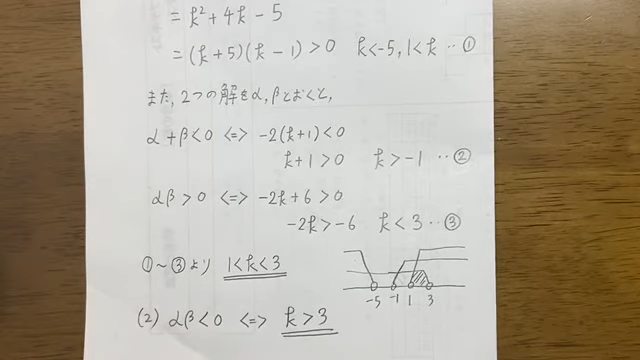 = k² + 4k - 5
= (k + 5)(k - 1) > 0 k < -5, 1 < k ‥①
また, 2つの解をα, βとおくと,
α + β < 0 <=> -2(k+1) < 0
k+1 > 0 k > -1 ‥②
αβ > 0 <=> -2k + 6 > 0
-2k > -6 k < 3 ‥③
①~③より 1 < k < 3
-5 -1 1 3
(2) αβ < 0 <=> k > 3